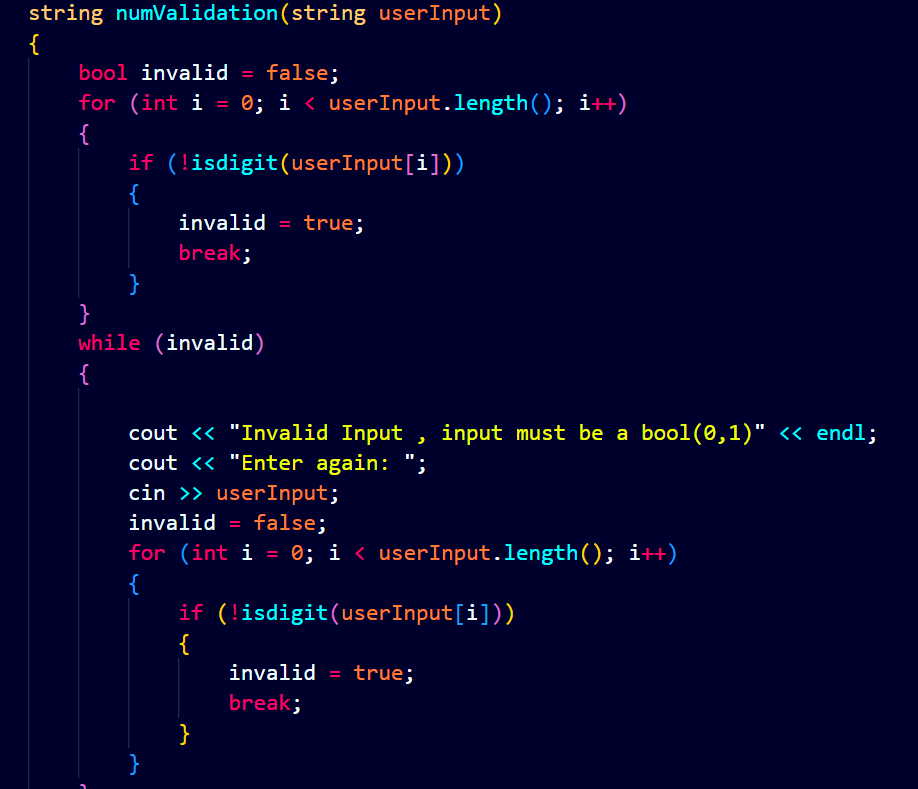 string numValidation(string userInput)
{
    bool invalid = false;
    for (int i = 0; i < userInput.length(); i++)
    {
        if (!isdigit(userInput[i]))
        {
            invalid = true;
            break;
        }
    }
    while (invalid)
    {

        cout << "Invalid Input , input must be a bool(0,1)" << endl;
        cout << "Enter again: ";
        cin >> userInput;
        invalid = false;
        for (int i = 0; i < userInput.length(); i++)
        {
            if (!isdigit(userInput[i]))
            {
                invalid = true;
                break;
            }
        }
    }